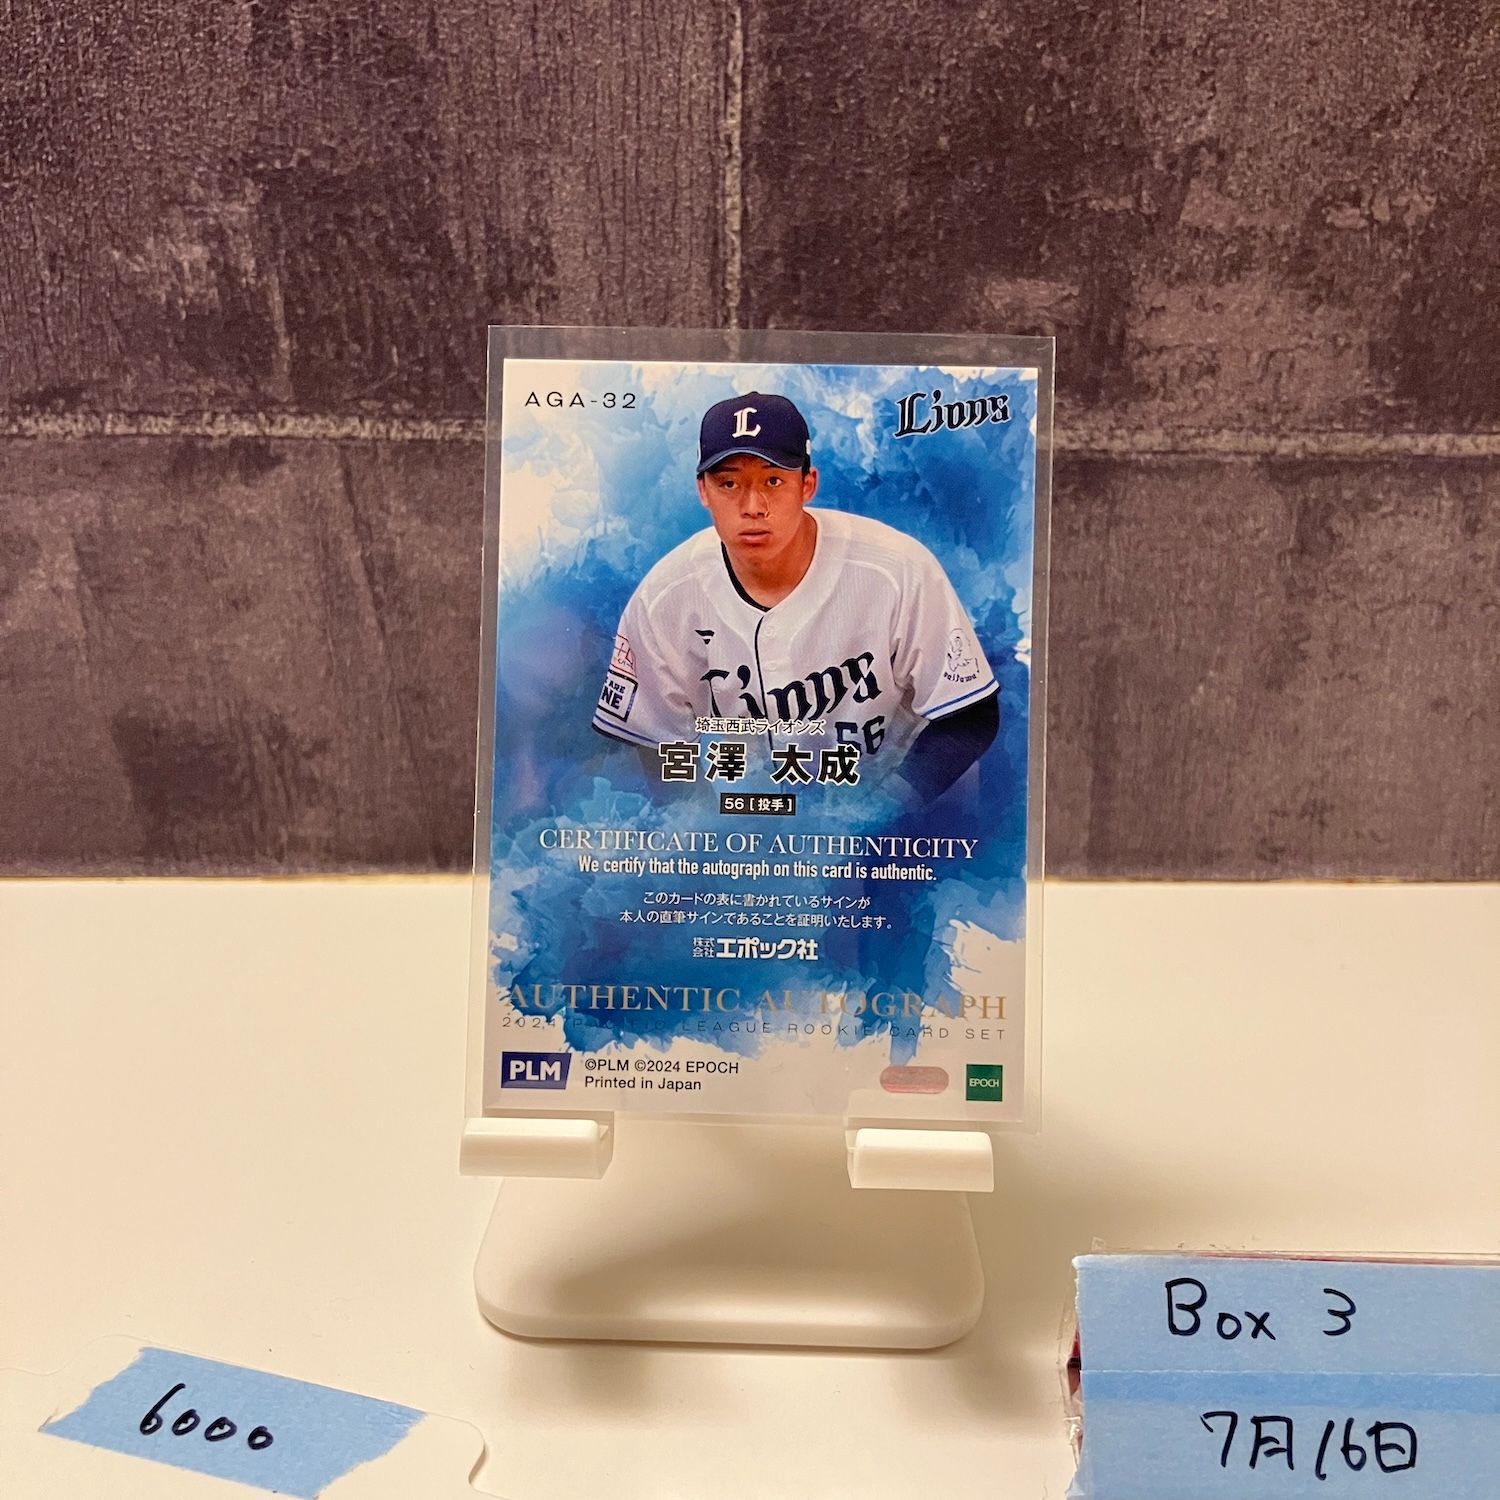 AGA-32
Lions
L
Lions
NE
56
埼玉西武ライオンズ
宮澤 太成
56 [ 投手 ]
CERTIFICATE OF AUTHENTICITY
We certify that the autograph on this card is authentic.
このカードの表に書かれているサインが
本人の直筆サインであることを証明いたします。
株式会社エポック社
AUTHENTIC AUTOGRAPH
2024 PACIFIC LEAGUE ROOKIE CARD SET
PLM
©PLM ©2024 EPOCH
Printed in Japan
EPOCH
6000
Box 3
7月16日